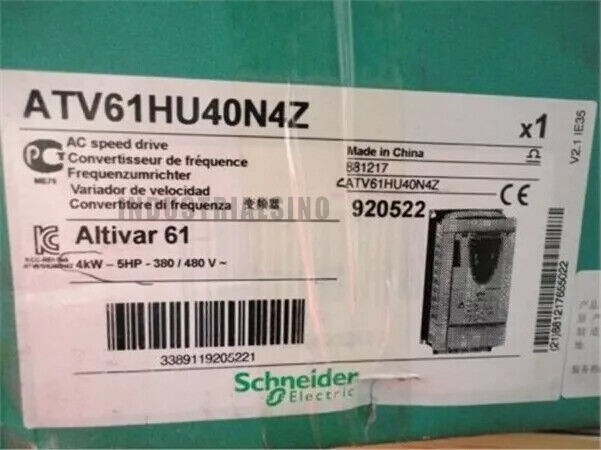 ATV61HU40N4Z
x1
AC speed drive
Convertisseur de fréquence
Frequenzumrichter
Variador de velocidad
Convertitore di frequenza 变频器
INDUSTRIALSINO
Made in China
881217
ATV61HU40N4Z
920522
CE
V2.1 IE35
Altivar 61
4kW – 5HP - 380 / 480 V ~
3389119205221
(21)881217655022
Schneider
Electric